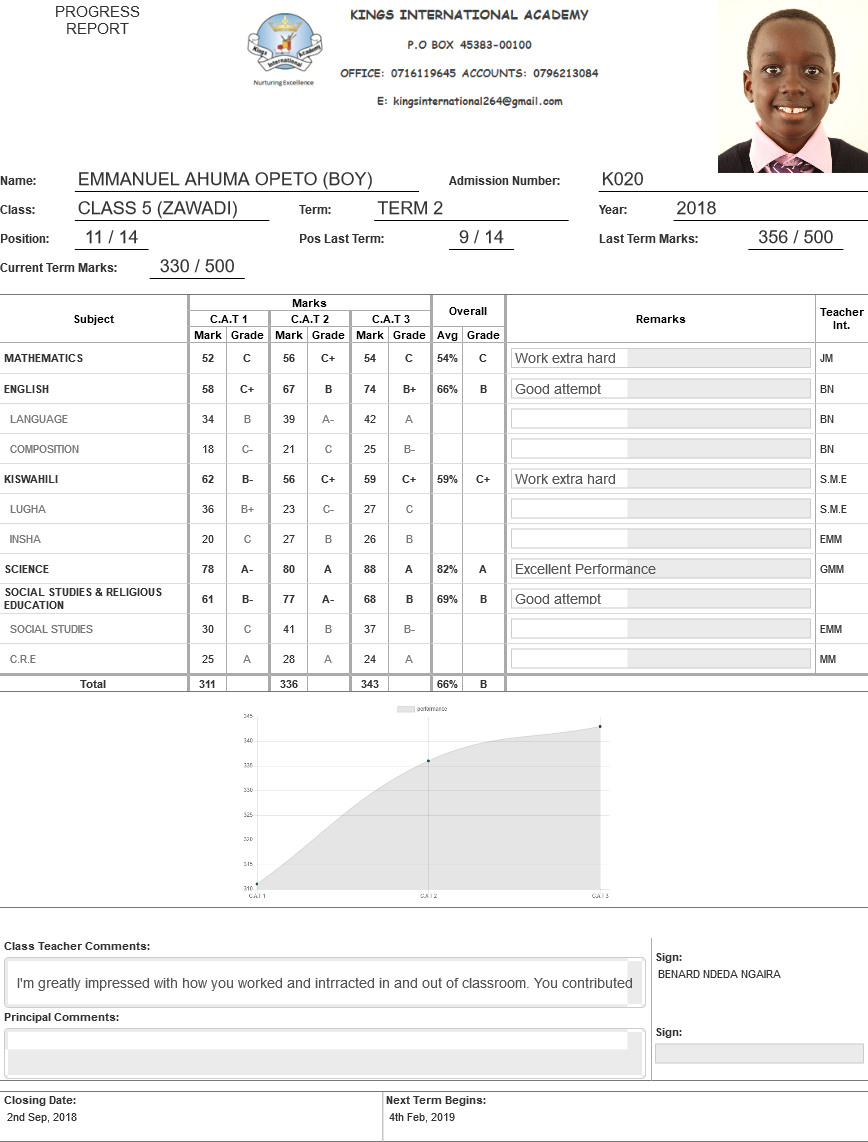 PROGRESS
REPORT
KINGS INTERNATIONAL ACADEMY
P.O BOX 45383-00100
OFFICE: 0716119645 ACCOUNTS: 0796213084
E: kingsinternational264@gmail.com
Kings International Academy
Nurturing Excellence
Name: EMMANUEL AHUMA OPETO (BOY) Admission Number: K020
Class: CLASS 5 (ZAWADI) Term: TERM 2 Year: 2018
Position: 11 / 14 Pos Last Term: 9 / 14 Last Term Marks: 356 / 500
Current Term Marks: 330 / 500
Subject Marks Overall Remarks Teacher Int.
C.A.T 1 C.A.T 2 C.A.T 3
Mark Grade Mark Grade Mark Grade Avg Grade
MATHEMATICS 52 C 56 C+ 54 C 54% C Work extra hard JM
ENGLISH 58 C+ 67 B 74 B+ 66% B Good attempt BN
LANGUAGE 34 B 39 A- 42 A BN
COMPOSITION 18 C- 21 C 25 B- BN
KISWAHILI 62 B- 56 C+ 59 C+ 59% C+ Work extra hard S.M.E
LUGHA 36 B+ 23 C- 27 C S.M.E
INSHA 20 C 27 B 26 B EMM
SCIENCE 78 A- 80 A 88 A 82% A Excellent Performance GMM
SOCIAL STUDIES & RELIGIOUS
EDUCATION 61 B- 77 A- 68 B 69% B Good attempt
SOCIAL STUDIES 30 C 41 B 37 B- EMM
C.R.E 25 A 28 A 24 A MM
Total 311 336 343 66% B
performance
345
340
335
330
325
320
315
310
C.A.T 1 C.A.T 2 C.A.T 3
Class Teacher Comments:
I'm greatly impressed with how you worked and intrracted in and out of classroom. You contributed
Sign:
BENARD NDEDA NGAIRA
Principal Comments:
Sign:
Closing Date: Next Term Begins:
2nd Sep, 2018 4th Feb, 2019